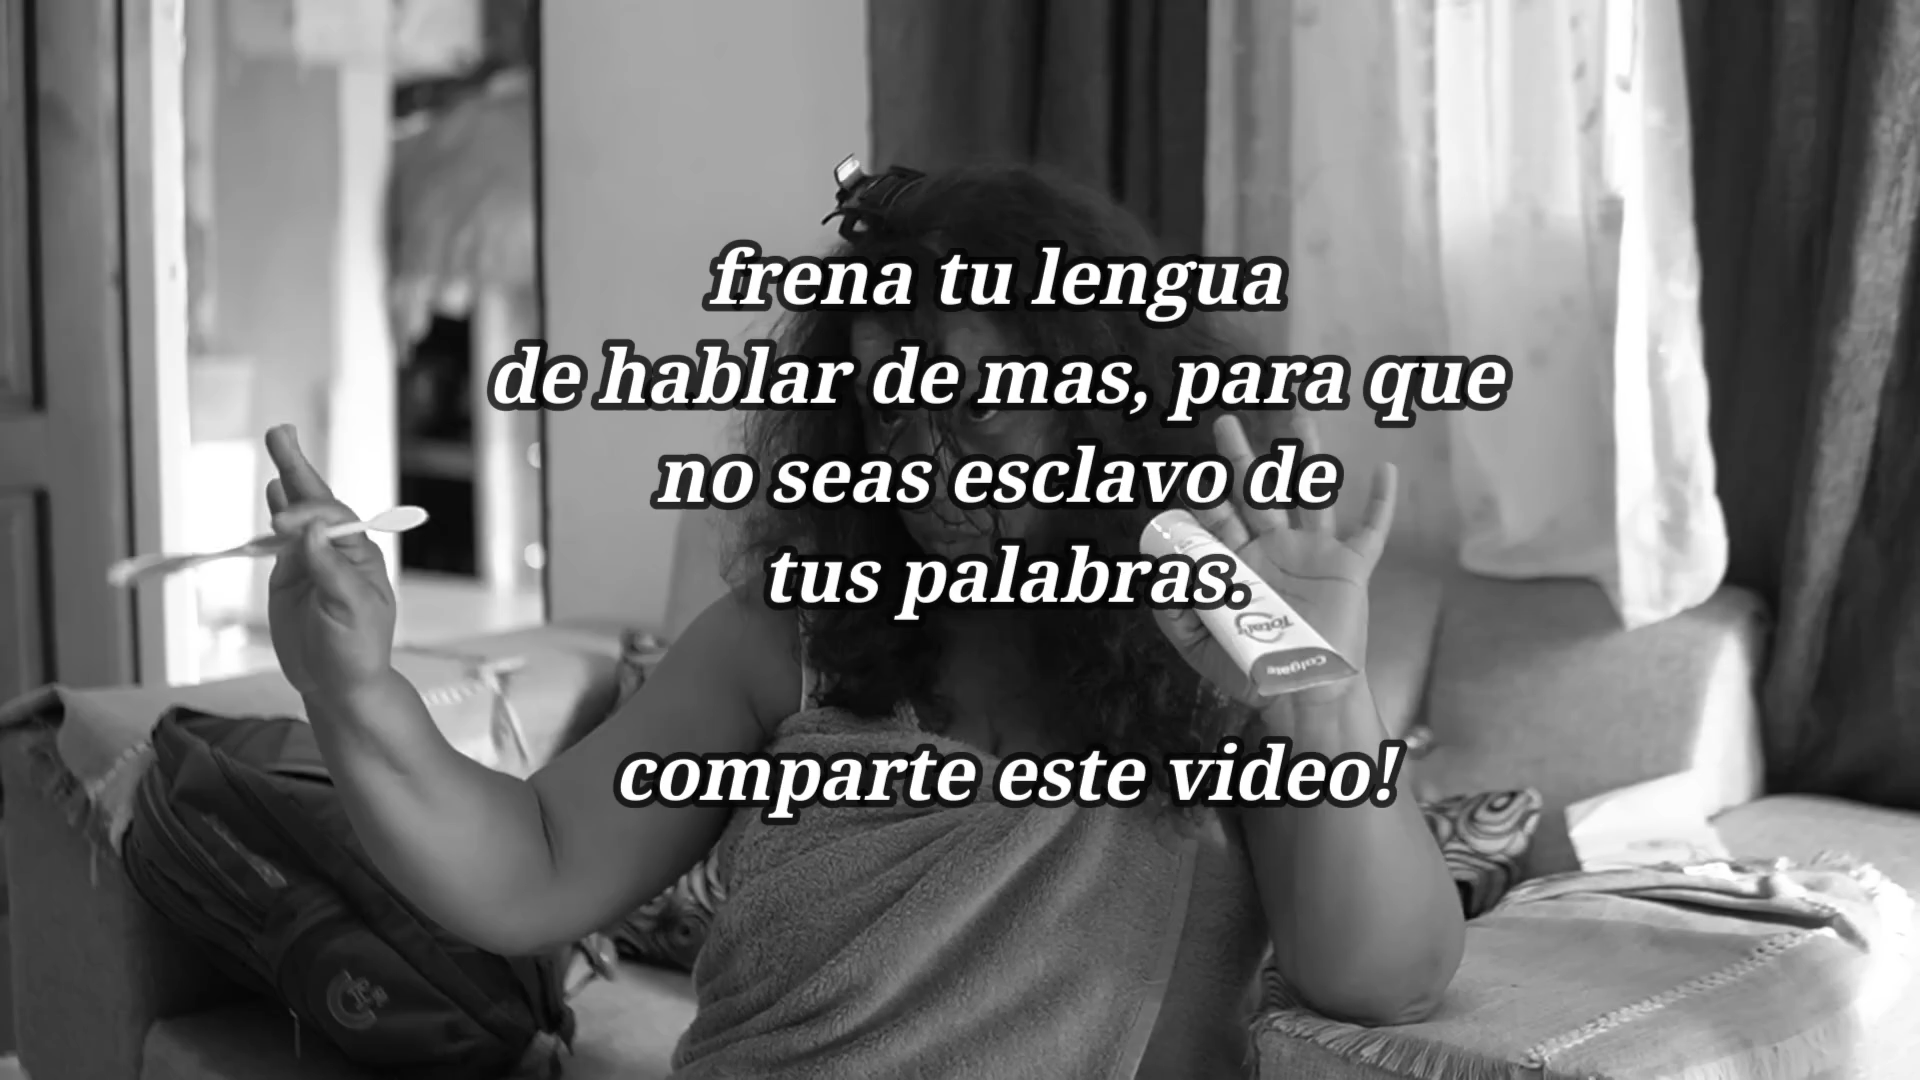 frena tu lengua
de hablar de mas, para que
no seas esclavo de
tus palabras.
comparte este video!
Total
Colgate